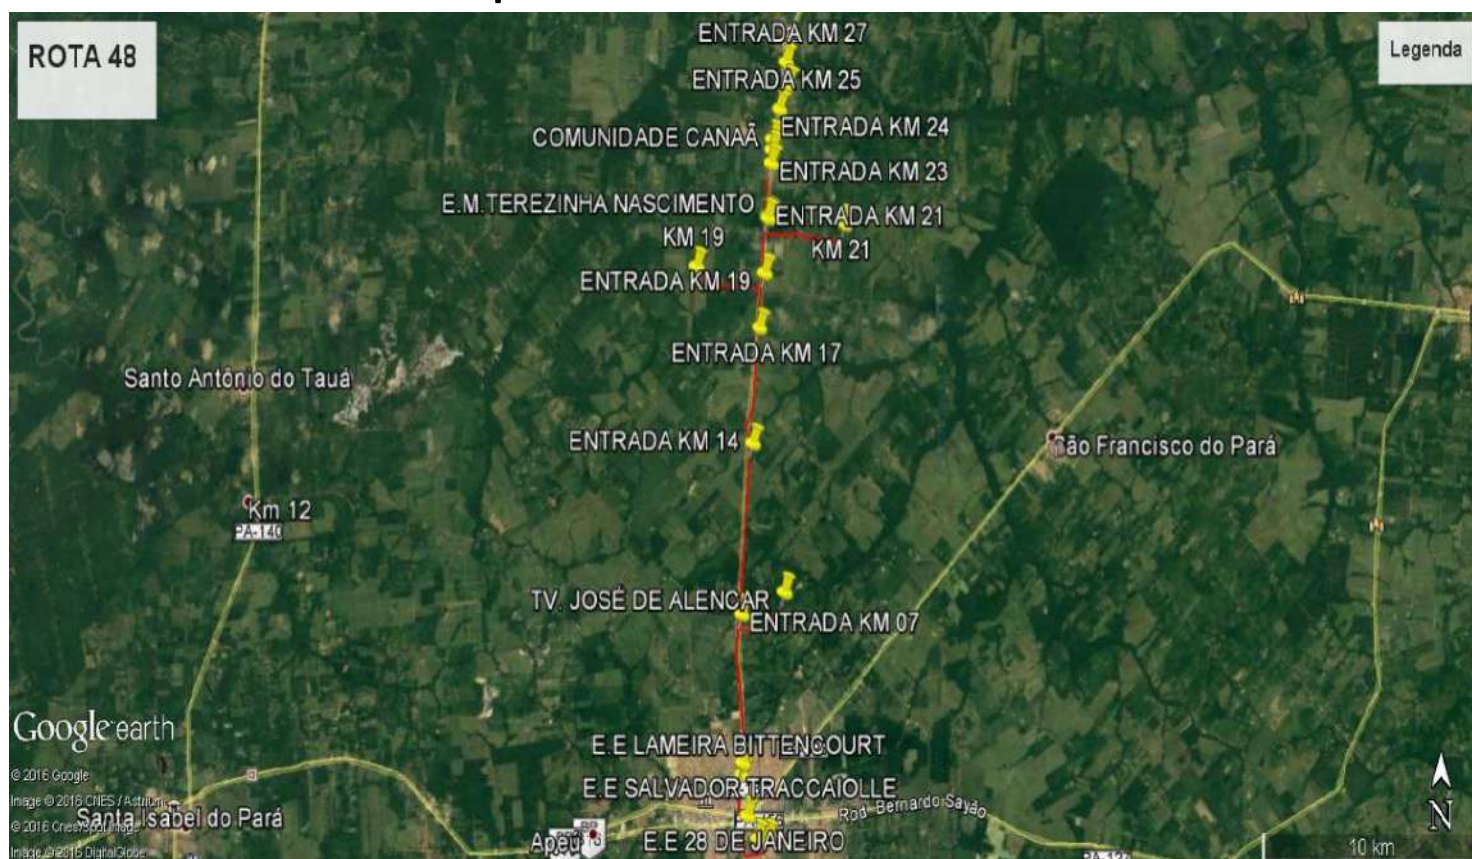 ROTA 48
Legenda
ENTRADA KM 27
ENTRADA KM 25
ENTRADA KM 24
COMUNIDADE CANAÃ
ENTRADA KM 23
E.M.TEREZINHA NASCIMENTO
ENTRADA KM 21
KM 19
KM 21
ENTRADA KM 19
ENTRADA KM 17
Santo Antônio do Tauá
ENTRADA KM 14
São Francisco do Pará
Km 12
PA-140
TV. JOSÉ DE ALENCAR
ENTRADA KM 07
Google earth
E.E LAMEIRA BITTENCOURT
© 2016 Google
E.E SALVADOR TRACCAIOLLE
Image © 2016 CNES / Astrium
Rod. Bernardo Sayão
Santa Isabel do Pará
© 2016 Cnes/Spot Image
Apeú
E.E 28 DE JANEIRO
N
10 km
Image © 2016 DigitalGlobe